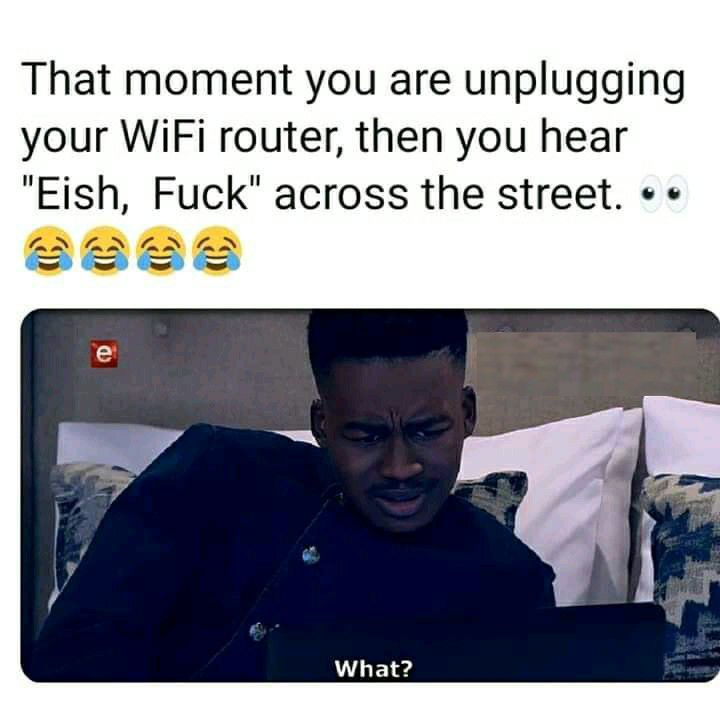 That moment you are unplugging
your WiFi router, then you hear
"Eish,  Fuck" across the street. 👀
😂😂😂😂
e
What?